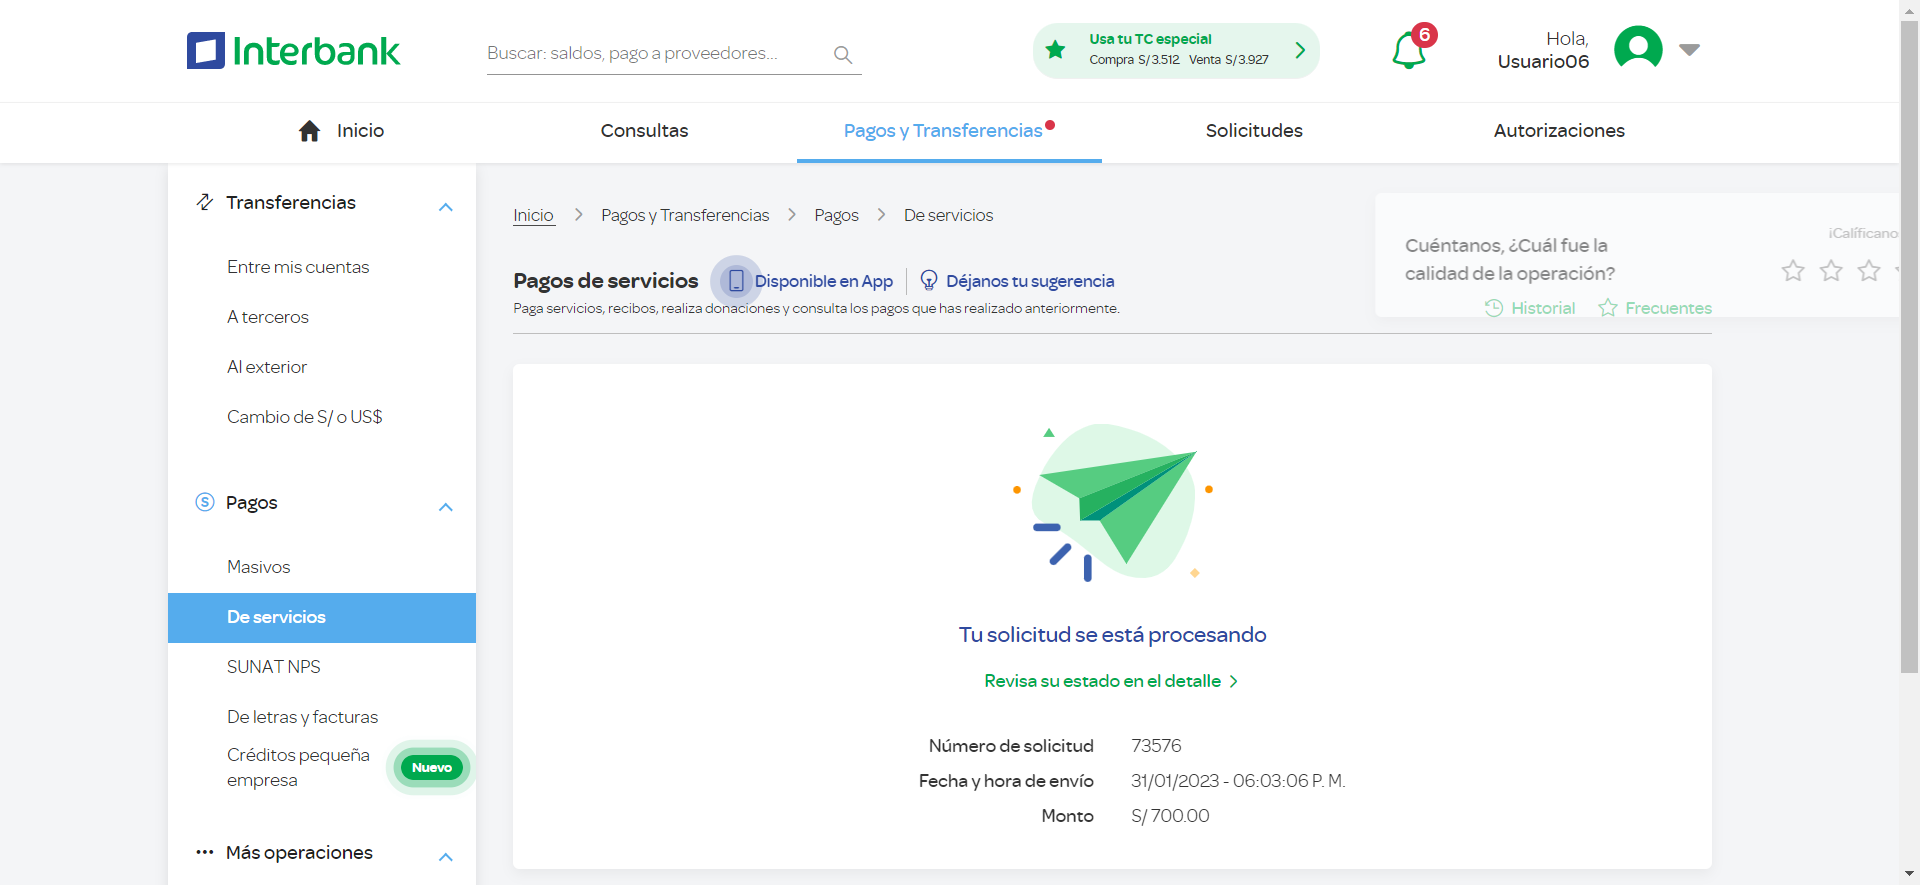 Interbank
Buscar: saldos, pago a proveedores...
Usa tu TC especial
Compra S/3.512 Venta S/3.927
6
Hola,
Usuario06
Inicio
Consultas
Pagos y Transferencias
Solicitudes
Autorizaciones
Transferencias
Entre mis cuentas
A terceros
Al exterior
Cambio de S/ o US$
Pagos
Masivos
De servicios
SUNAT NPS
De letras y facturas
Créditos pequeña
empresa
Nuevo
Más operaciones
Inicio > Pagos y Transferencias > Pagos > De servicios
Pagos de servicios
Disponible en App
Déjanos tu sugerencia
Paga servicios, recibos, realiza donaciones y consulta los pagos que has realizado anteriormente.
Cuéntanos, ¿Cuál fue la
calidad de la operación?
¡Califícano
Historial
Frecuentes
Tu solicitud se está procesando
Revisa su estado en el detalle >
Número de solicitud 73576
Fecha y hora de envío 31/01/2023 - 06:03:06 P. M.
Monto S/ 700.00